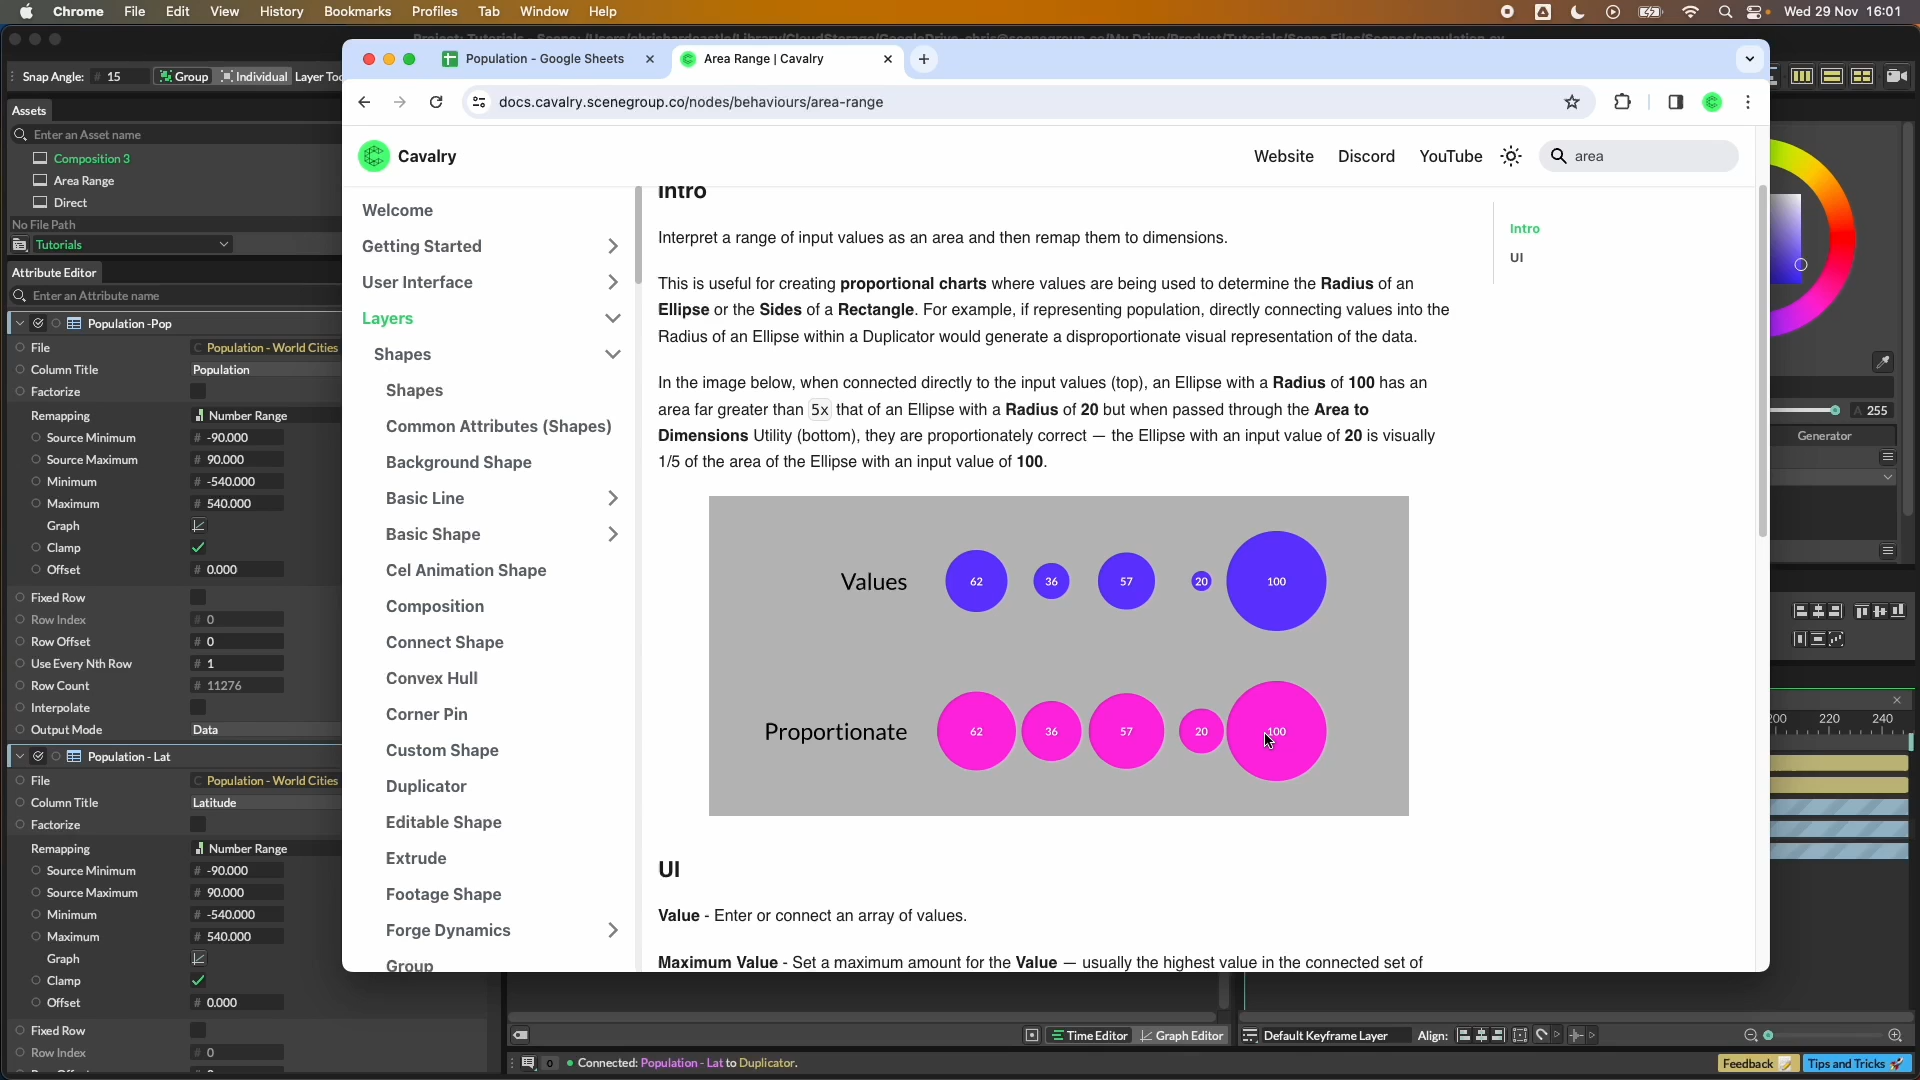 Chrome File Edit View History Bookmarks Profiles Tab Window Help
Wed 29 Nov 16:01
Snap Angle: # 15 Group Individual Layer Too
Population - Google Sheets
Area Range | Cavalry
docs.cavalry.scenegroup.co/nodes/behaviours/area-range
Cavalry
Website Discord YouTube
area
Assets
Enter an Asset name
Composition 3
Area Range
Direct
No File Path
Tutorials
Attribute Editor
Enter an Attribute name
Population -Pop
File C Population - World Cities
Column Title Population
Factorize
Remapping Number Range
Source Minimum # -90.000
Source Maximum # 90.000
Minimum # -540.000
Maximum # 540.000
Graph
Clamp
Offset # 0.000
Fixed Row
Row Index # 0
Row Offset # 0
Use Every Nth Row # 1
Row Count # 11276
Interpolate
Output Mode Data
Population - Lat
File C Population - World Cities
Column Title Latitude
Factorize
Remapping Number Range
Source Minimum # -90.000
Source Maximum # 90.000
Minimum # -540.000
Maximum # 540.000
Graph
Clamp
Offset # 0.000
Fixed Row
Row Index # 0
Welcome
Getting Started
User Interface
Layers
Shapes
Shapes
Common Attributes (Shapes)
Background Shape
Basic Line
Basic Shape
Cel Animation Shape
Composition
Connect Shape
Convex Hull
Corner Pin
Custom Shape
Duplicator
Editable Shape
Extrude
Footage Shape
Forge Dynamics
Group
Intro
Interpret a range of input values as an area and then remap them to dimensions.
This is useful for creating proportional charts where values are being used to determine the Radius of an
Ellipse or the Sides of a Rectangle. For example, if representing population, directly connecting values into the
Radius of an Ellipse within a Duplicator would generate a disproportionate visual representation of the data.
In the image below, when connected directly to the input values (top), an Ellipse with a Radius of 100 has an
area far greater than 5x that of an Ellipse with a Radius of 20 but when passed through the Area to
Dimensions Utility (bottom), they are proportionately correct — the Ellipse with an input value of 20 is visually
1/5 of the area of the Ellipse with an input value of 100.
Values 62 36 57 20 100
Proportionate 62 36 57 20 100
UI
Value - Enter or connect an array of values.
Maximum Value - Set a maximum amount for the Value — usually the highest value in the connected set of
Intro
UI
A 255
Generator
200 220 240
Time Editor Graph Editor
Default Keyframe Layer Align:
0 Connected: Population - Lat to Duplicator.
Feedback
Tips and Tricks